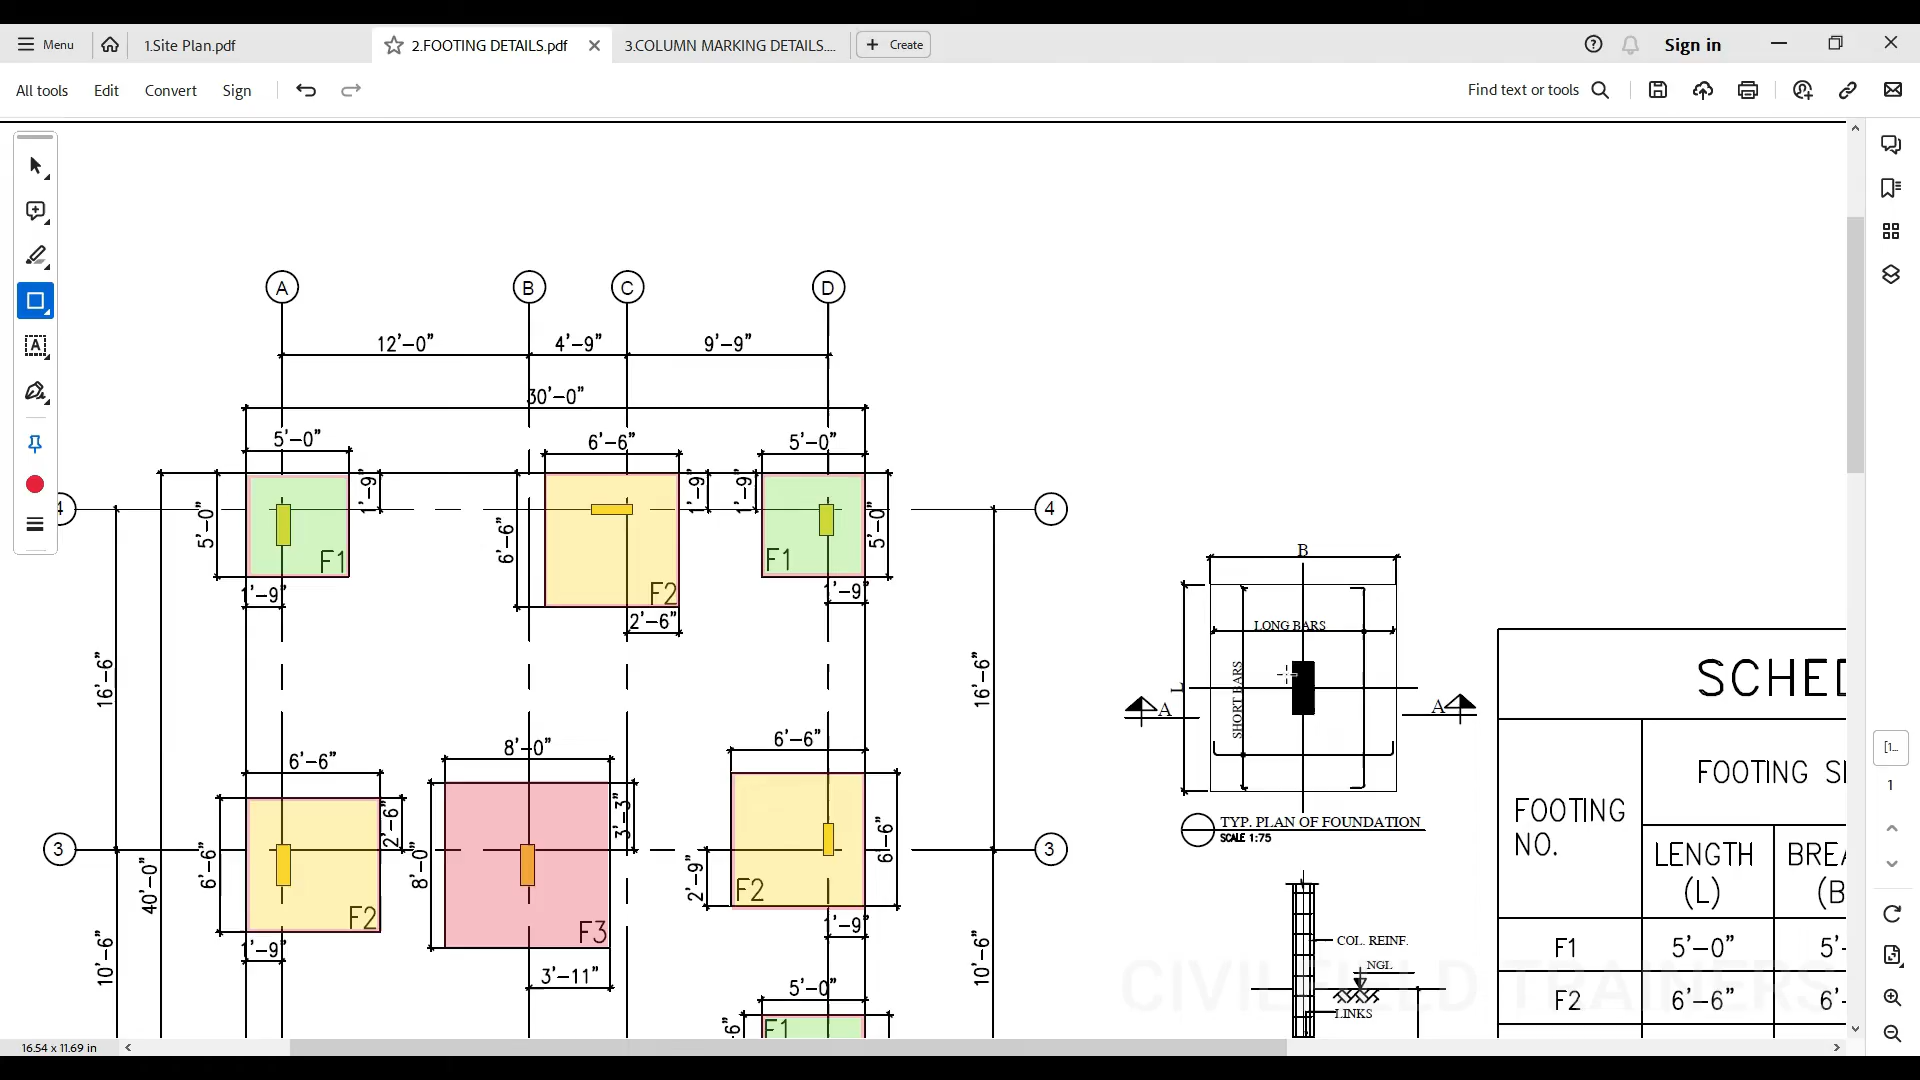 Menu
1.Site Plan.pdf
2.FOOTING DETAILS.pdf
3.COLUMN MARKING DETAILS....
Create
Sign in
All tools
Edit
Convert
Sign
Find text or tools
A
B
C
D
12'-0"
4'-9"
9'-9"
30'-0"
5'-0"
6'-6"
5'-0"
1'-9"
1'-9"
1'-9"
4
5'-0"
6'-6"
5'-0"
4
F1
F2
F1
1'-9"
1'-9"
2'-6"
16'-6"
16'-6"
6'-6"
8'-0"
6'-6"
2'-6"
3'-3"
3
6'-6"
8'-0"
2'-9"
6'-6"
3
40'-0"
F2
F3
F2
1'-9"
3'-11"
1'-9"
10'-6"
10'-6"
5'-0"
F1
B
LONG BARS
SHORT BARS
L
A
A
TYP. PLAN OF FOUNDATION
SCALE 1:75
COL. REINF.
NGL
LINKS
FOOTING
NO.
LENGTH
(L)
(B
F1
5'-0"
5'-
F2
6'-6"
6'-
CIVILFIELD TRAINERS
[1...
1
16.54 x 11.69 in